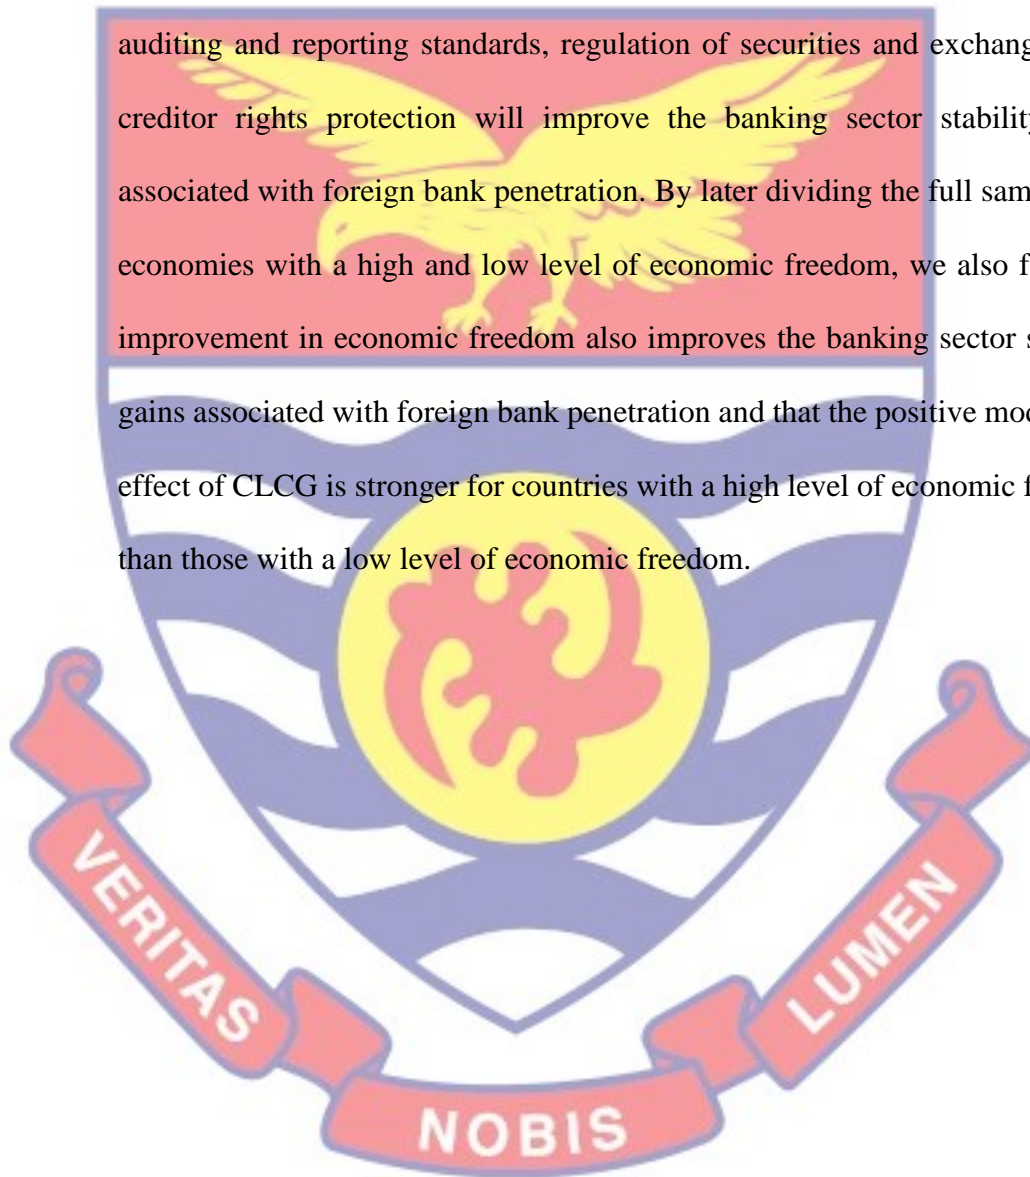 auditing and reporting standards, regulation of securities and exchang
creditor rights protection will improve the banking sector stability
associated with foreign bank penetration. By later dividing the full sam
economies with a high and low level of economic freedom, we also f
improvement in economic freedom also improves the banking sector s
gains associated with foreign bank penetration and that the positive mod
effect of CLCG is stronger for countries with a high level of economic f
than those with a low level of economic freedom.
VERITAS
NOBIS
LUMEN